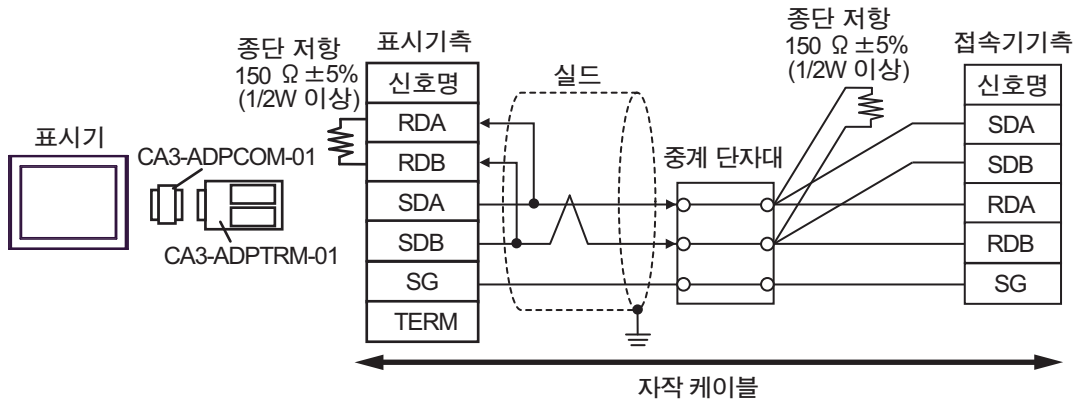 종단 저항
150 Ω ±5%
(1/2W 이상)
표시기측
신호명
RDA
RDB
SDA
SDB
SG
TERM
표시기
CA3-ADPCOM-01
CA3-ADPTRM-01
실드
중계 단자대
종단 저항
150 Ω ±5%
(1/2W 이상)
접속기기측
신호명
SDA
SDB
RDA
RDB
SG
자작 케이블